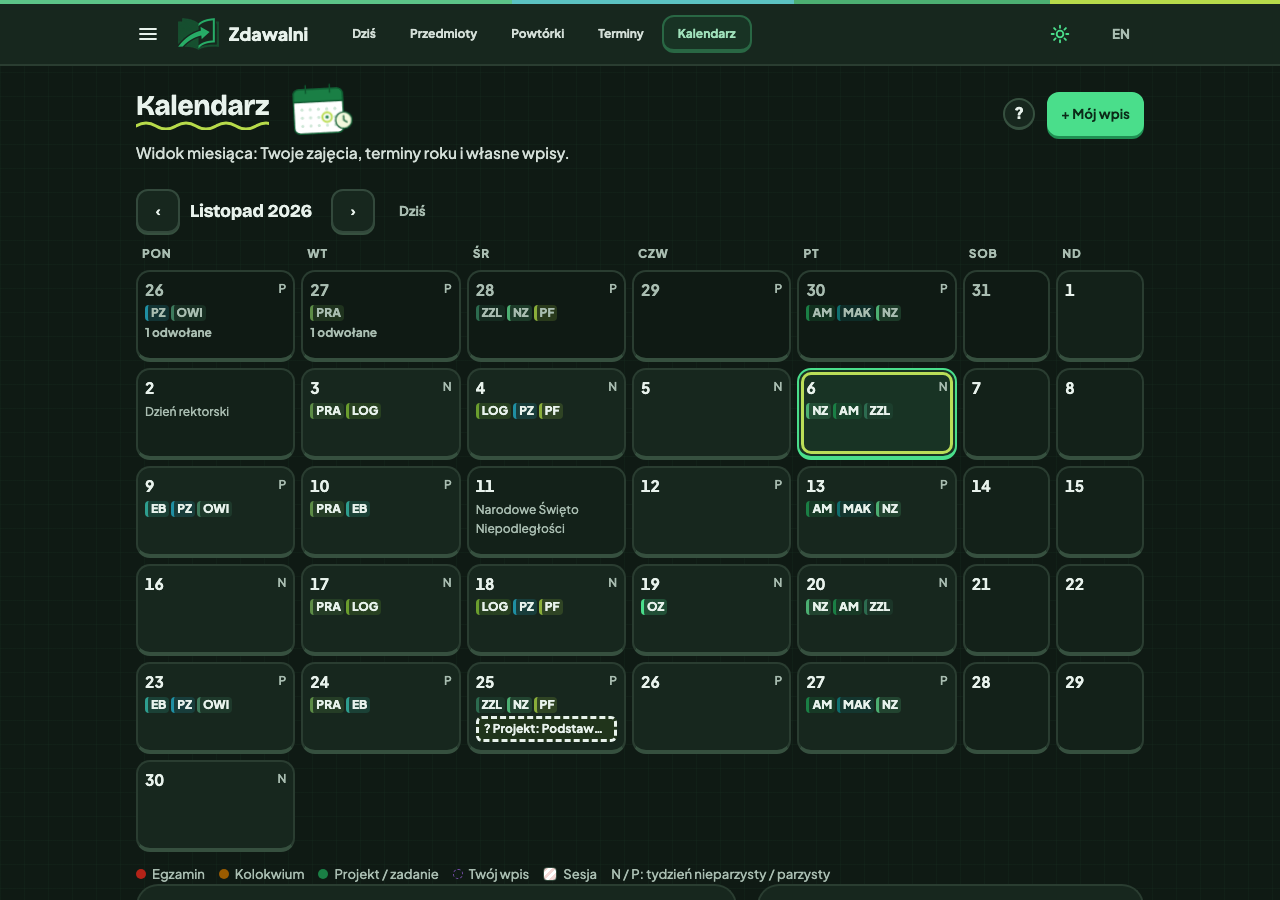 Zdawalni Dziś Przedmioty Powtórki Terminy Kalendarz EN
Kalendarz
? + Mój wpis
Widok miesiąca: Twoje zajęcia, terminy roku i własne wpisy.
‹ Listopad 2026 › Dziś
PON WT ŚR CZW PT SOB ND
26 P 27 P 28 P 29 P 30 P 31 1
PZ OWI PRA ZZL NZ PF AM MAK NZ
1 odwołane 1 odwołane
2 3 N 4 N 5 N 6 N 7 8
Dzień rektorski PRA LOG LOG PZ PF NZ AM ZZL
9 P 10 P 11 12 P 13 P 14 15
EB PZ OWI PRA EB Narodowe Święto AM MAK NZ
Niepodległości
16 N 17 N 18 N 19 N 20 N 21 22
PRA LOG LOG PZ PF OZ NZ AM ZZL
23 P 24 P 25 P 26 P 27 P 28 29
EB PZ OWI PRA EB ZZL NZ PF AM MAK NZ
? Projekt: Podstaw...
30 N
Egzamin Kolokwium Projekt / zadanie Twój wpis Sesja N / P: tydzień nieparzysty / parzysty